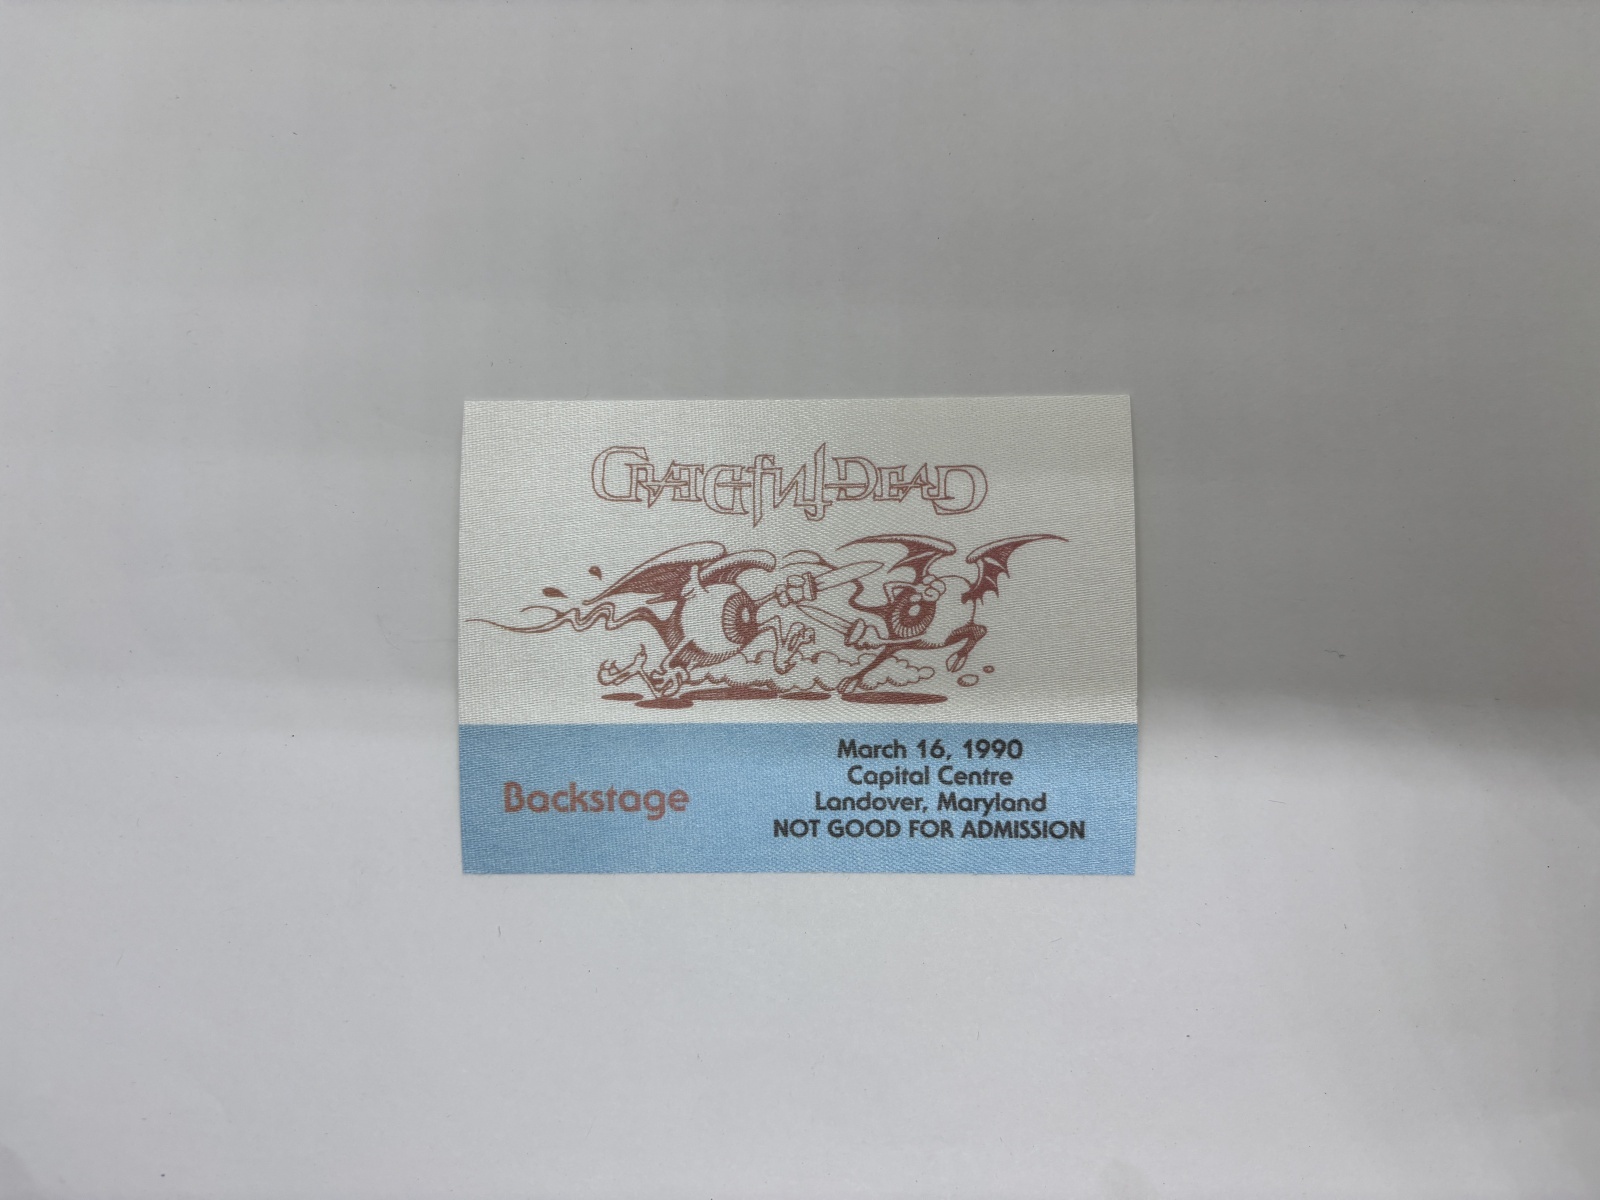 GRATEFUL DEAD
Backstage
March 16, 1990
Capital Centre
Landover, Maryland
NOT GOOD FOR ADMISSION